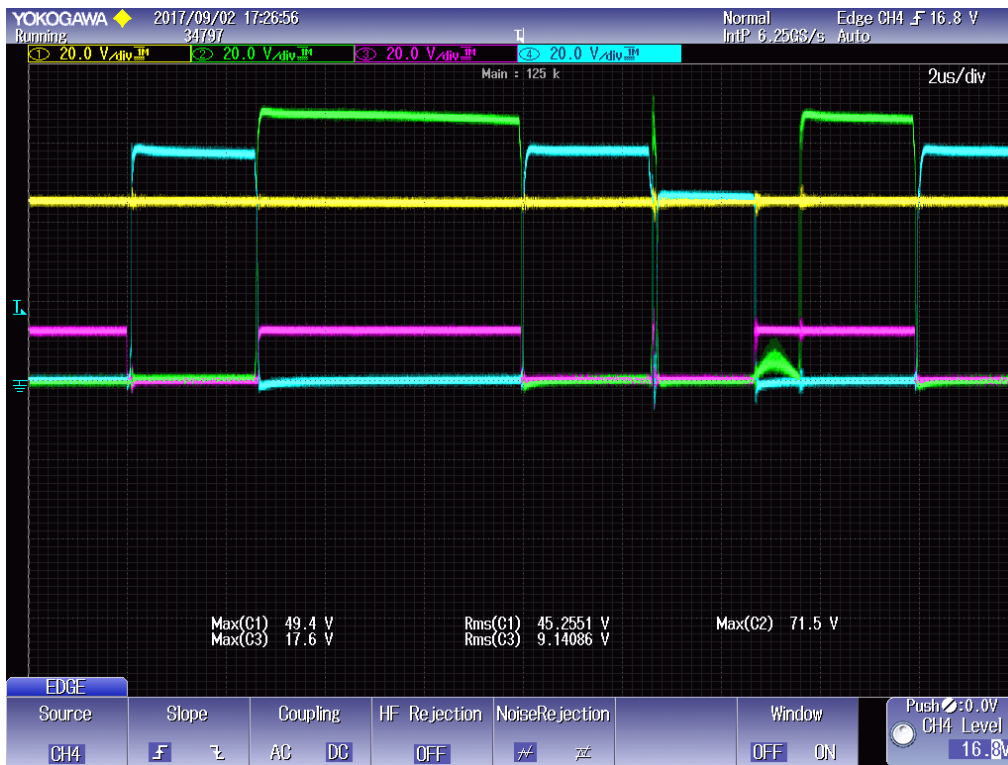 YOKOGAWA 2017/09/02 17:26:56 Normal Edge CH4 16.8 V
Running 34797 IntP 6.25GS/s Auto
1 20.0 V/div 1M 2 20.0 V/div 1M 3 20.0 V/div 1M 4 20.0 V/div 1M
Main : 125 k 2us/div
T
Max(C1) 49.4 V Rms(C1) 45.2551 V Max(C2) 71.5 V
Max(C3) 17.6 V Rms(C3) 9.14086 V
EDGE
Source Slope Coupling HF Rejection NoiseRejection Window Push :0.0V
CH4 Level
CH4 AC DC OFF OFF ON 16.8V